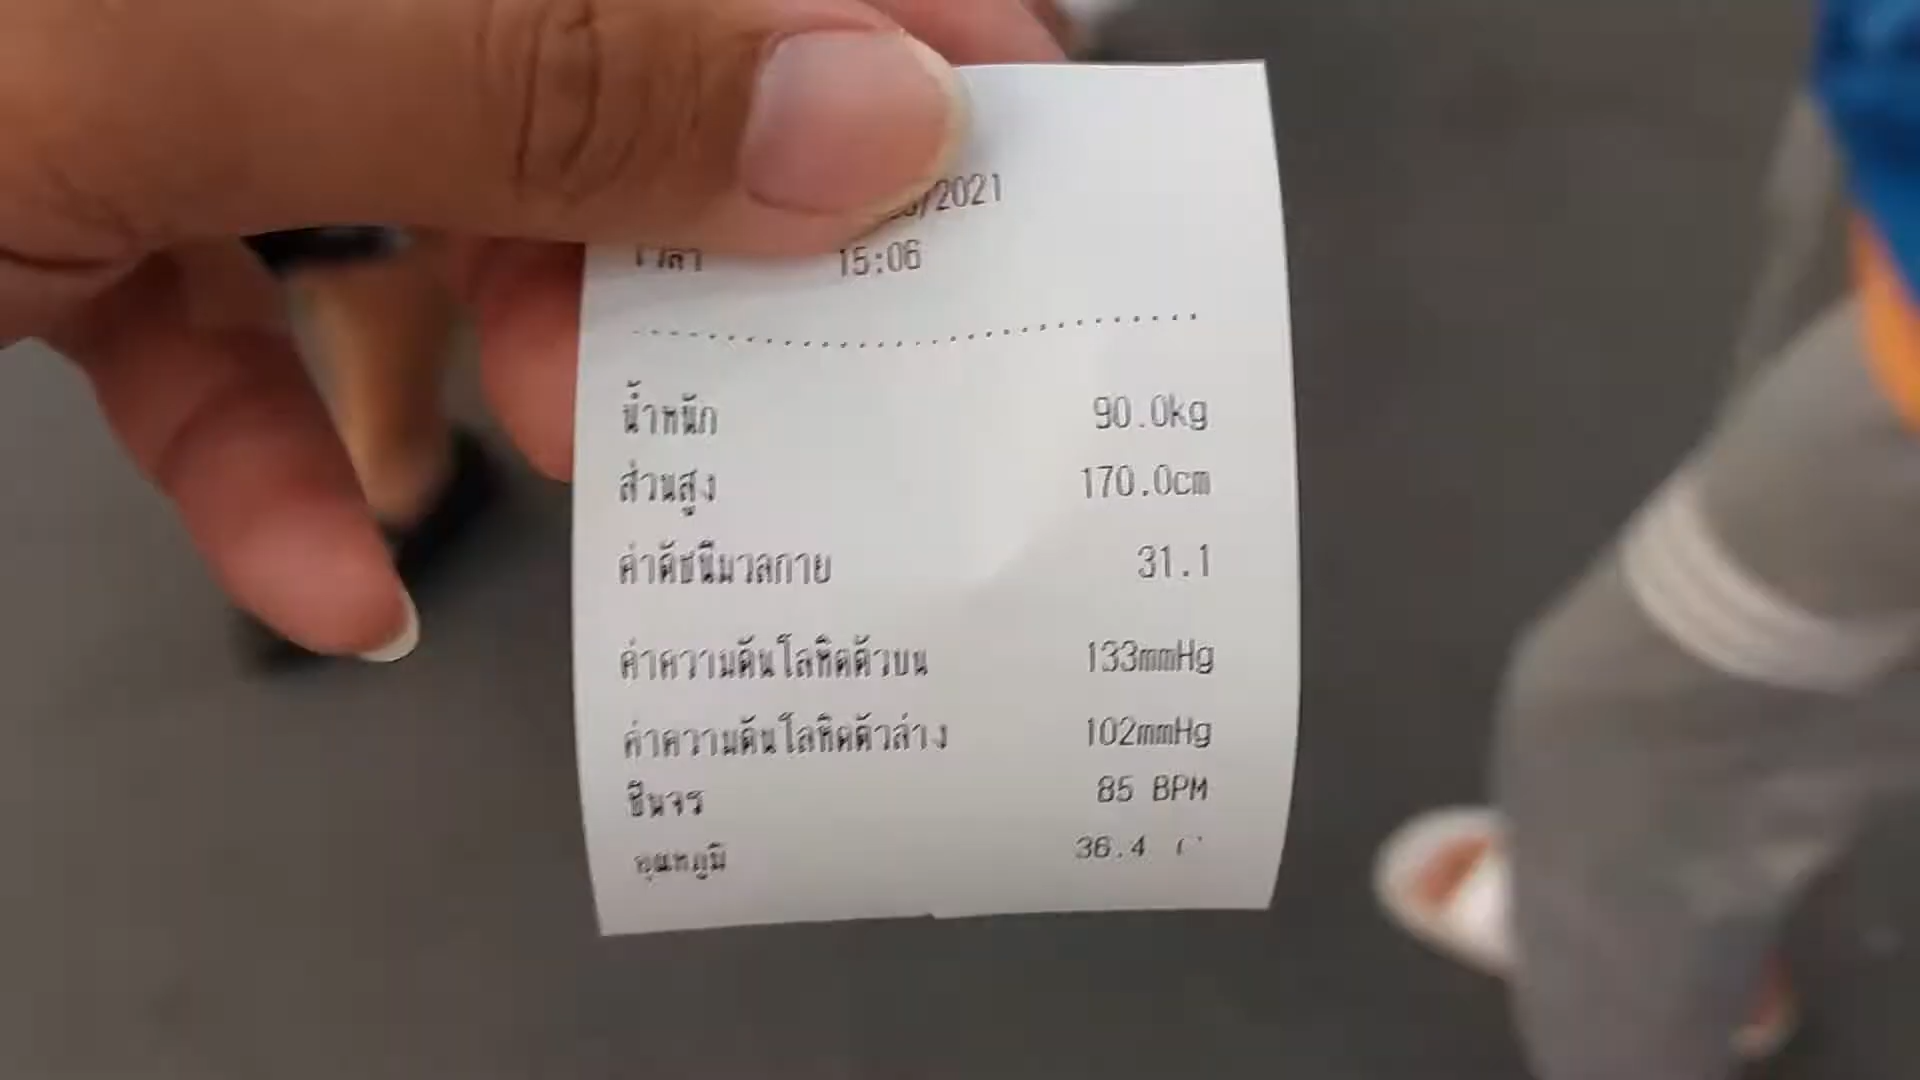 /2021
เวลา 15:06
น้ำหนัก 90.0kg
ส่วนสูง 170.0cm
ค่าดัชนีมวลกาย 31.1
ค่าความดันโลหิตตัวบน 133mmHg
ค่าความดันโลหิตตัวล่าง 102mmHg
ชีพจร 85 BPM
อุณหภูมิ 36.4 C